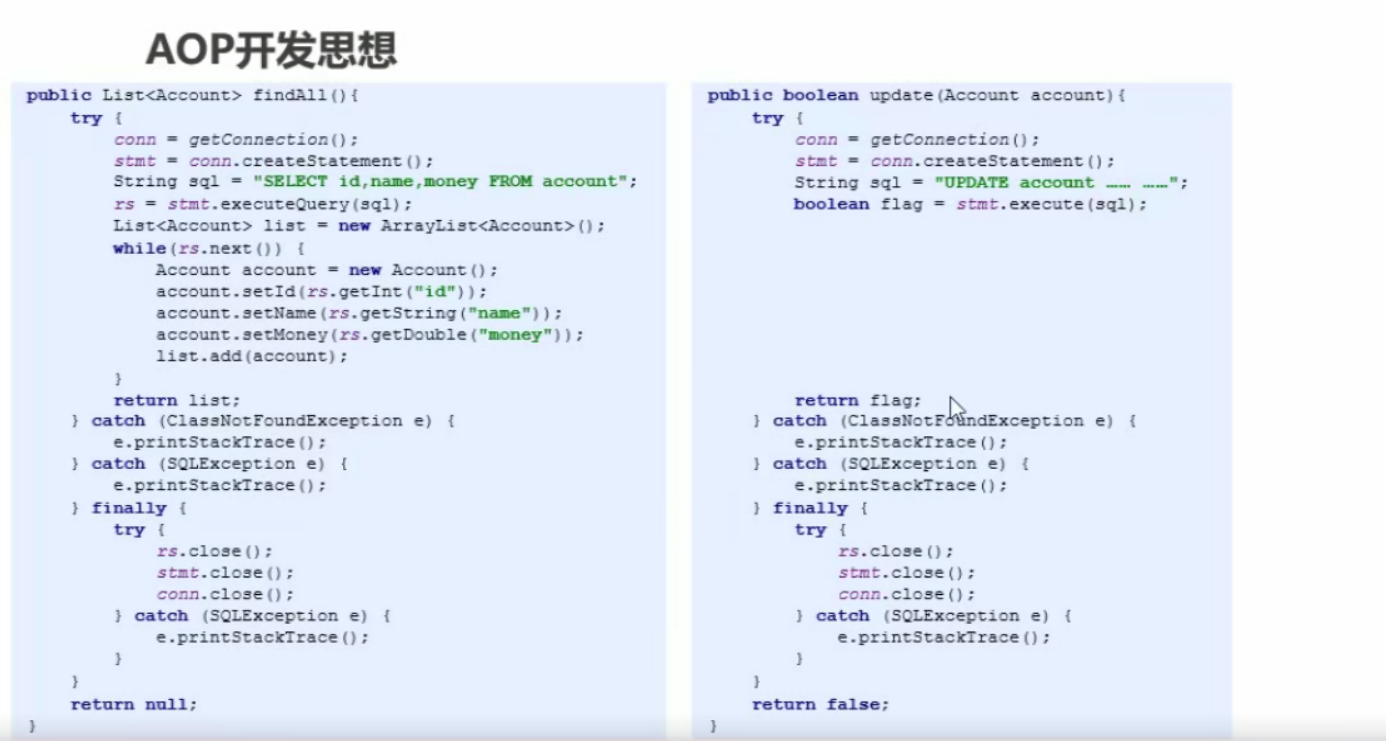 AOP开发思想
public List<Account> findAll(){
    try {
        conn = getConnection();
        stmt = conn.createStatement();
        String sql = "SELECT id,name,money FROM account";
        rs = stmt.executeQuery(sql);
        List<Account> list = new ArrayList<Account>();
        while(rs.next()) {
            Account account = new Account();
            account.setId(rs.getInt("id"));
            account.setName(rs.getString("name"));
            account.setMoney(rs.getDouble("money"));
            list.add(account);
        }
        return list;
    } catch (ClassNotFoundException e) {
        e.printStackTrace();
    } catch (SQLException e) {
        e.printStackTrace();
    } finally {
        try {
            rs.close();
            stmt.close();
            conn.close();
        } catch (SQLException e) {
            e.printStackTrace();
        }
    }
    return null;
}
public boolean update(Account account){
    try {
        conn = getConnection();
        stmt = conn.createStatement();
        String sql = "UPDATE account …… ……";
        boolean flag = stmt.execute(sql);
        return flag;
    } catch (ClassNotFoundException e) {
        e.printStackTrace();
    } catch (SQLException e) {
        e.printStackTrace();
    } finally {
        try {
            rs.close();
            stmt.close();
            conn.close();
        } catch (SQLException e) {
            e.printStackTrace();
        }
    }
    return false;
}